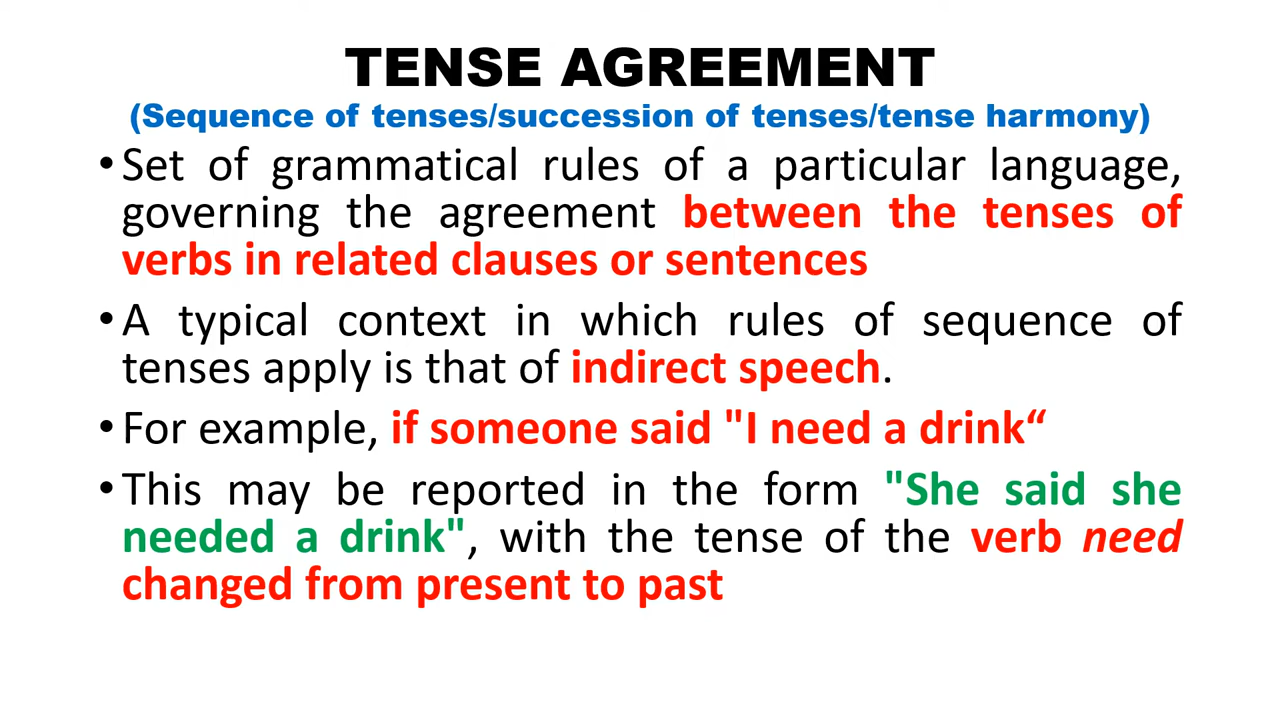 TENSE AGREEMENT
(Sequence of tenses/succession of tenses/tense harmony)
•Set of grammatical rules of a particular language,
governing the agreement between the tenses of
verbs in related clauses or sentences
•A typical context in which rules of sequence of
tenses apply is that of indirect speech.
•For example, if someone said "I need a drink“
•This may be reported in the form "She said she
needed a drink", with the tense of the verb need
changed from present to past